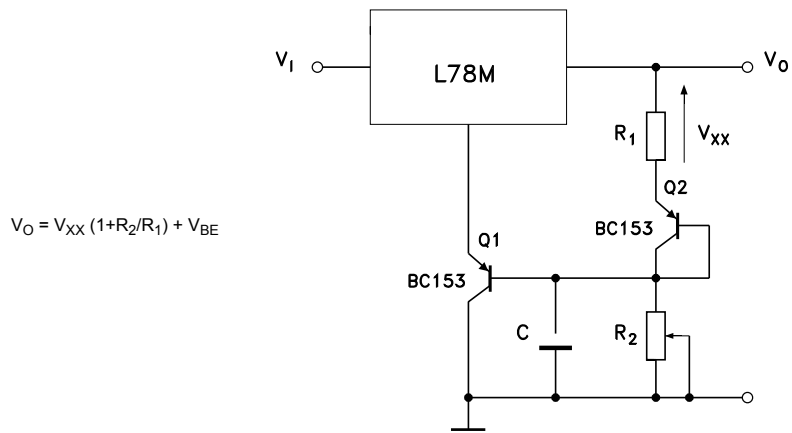 V_I
L78M
V_O
R_1
V_XX
Q2
BC153
V_O = V_XX (1+R_2/R_1) + V_BE
Q1
BC153
C
R_2